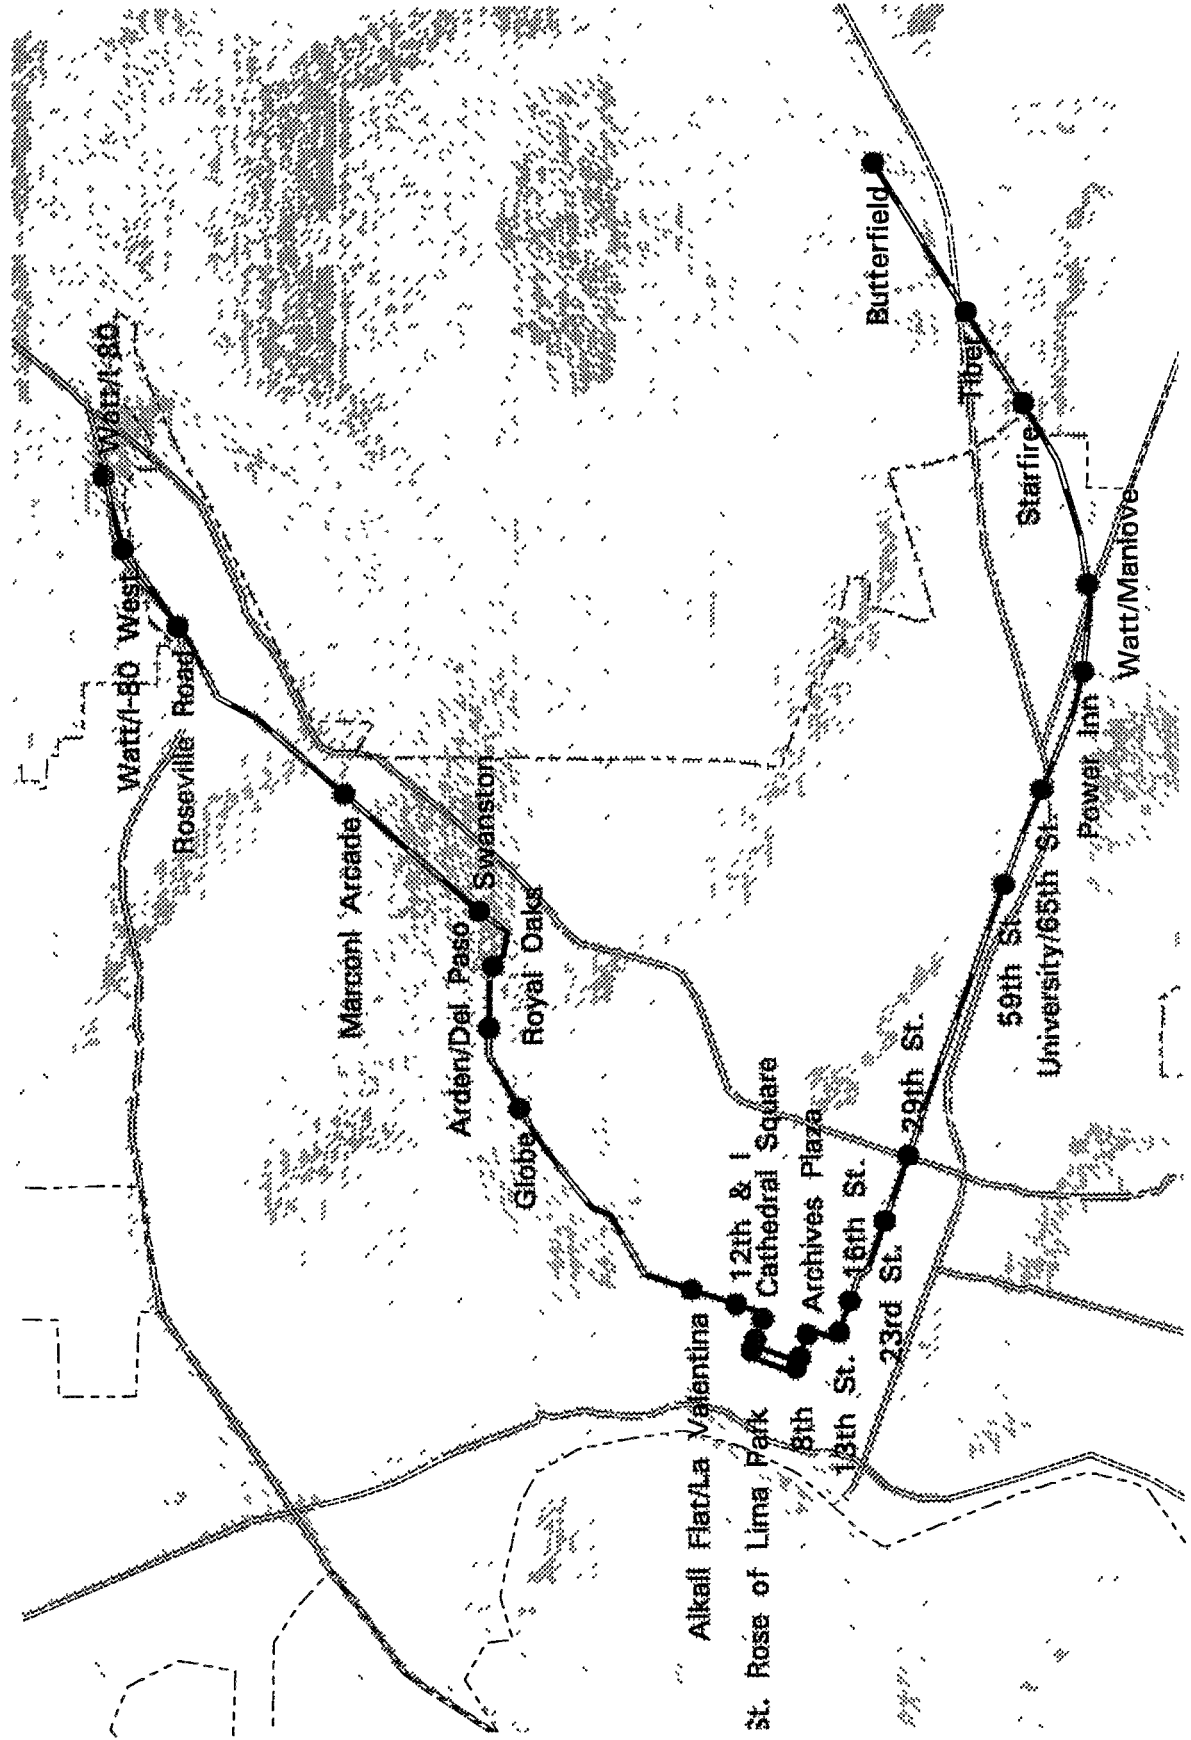 Watt/I-80
Watt/I-80 West
Roseville Road
Marconi Arcade
Swanston
Royal Oaks
Arden/Del Paso
Globe
Alkali Flat/La Valentina
12th & I
Cathedral Square
St. Rose of Lima Park
8th
Archives Plaza
13th St.
16th St.
23rd St.
29th St.
59th St.
University/65th St.
Power Inn
Watt/Manlove
Starfire
Tiber
Butterfield